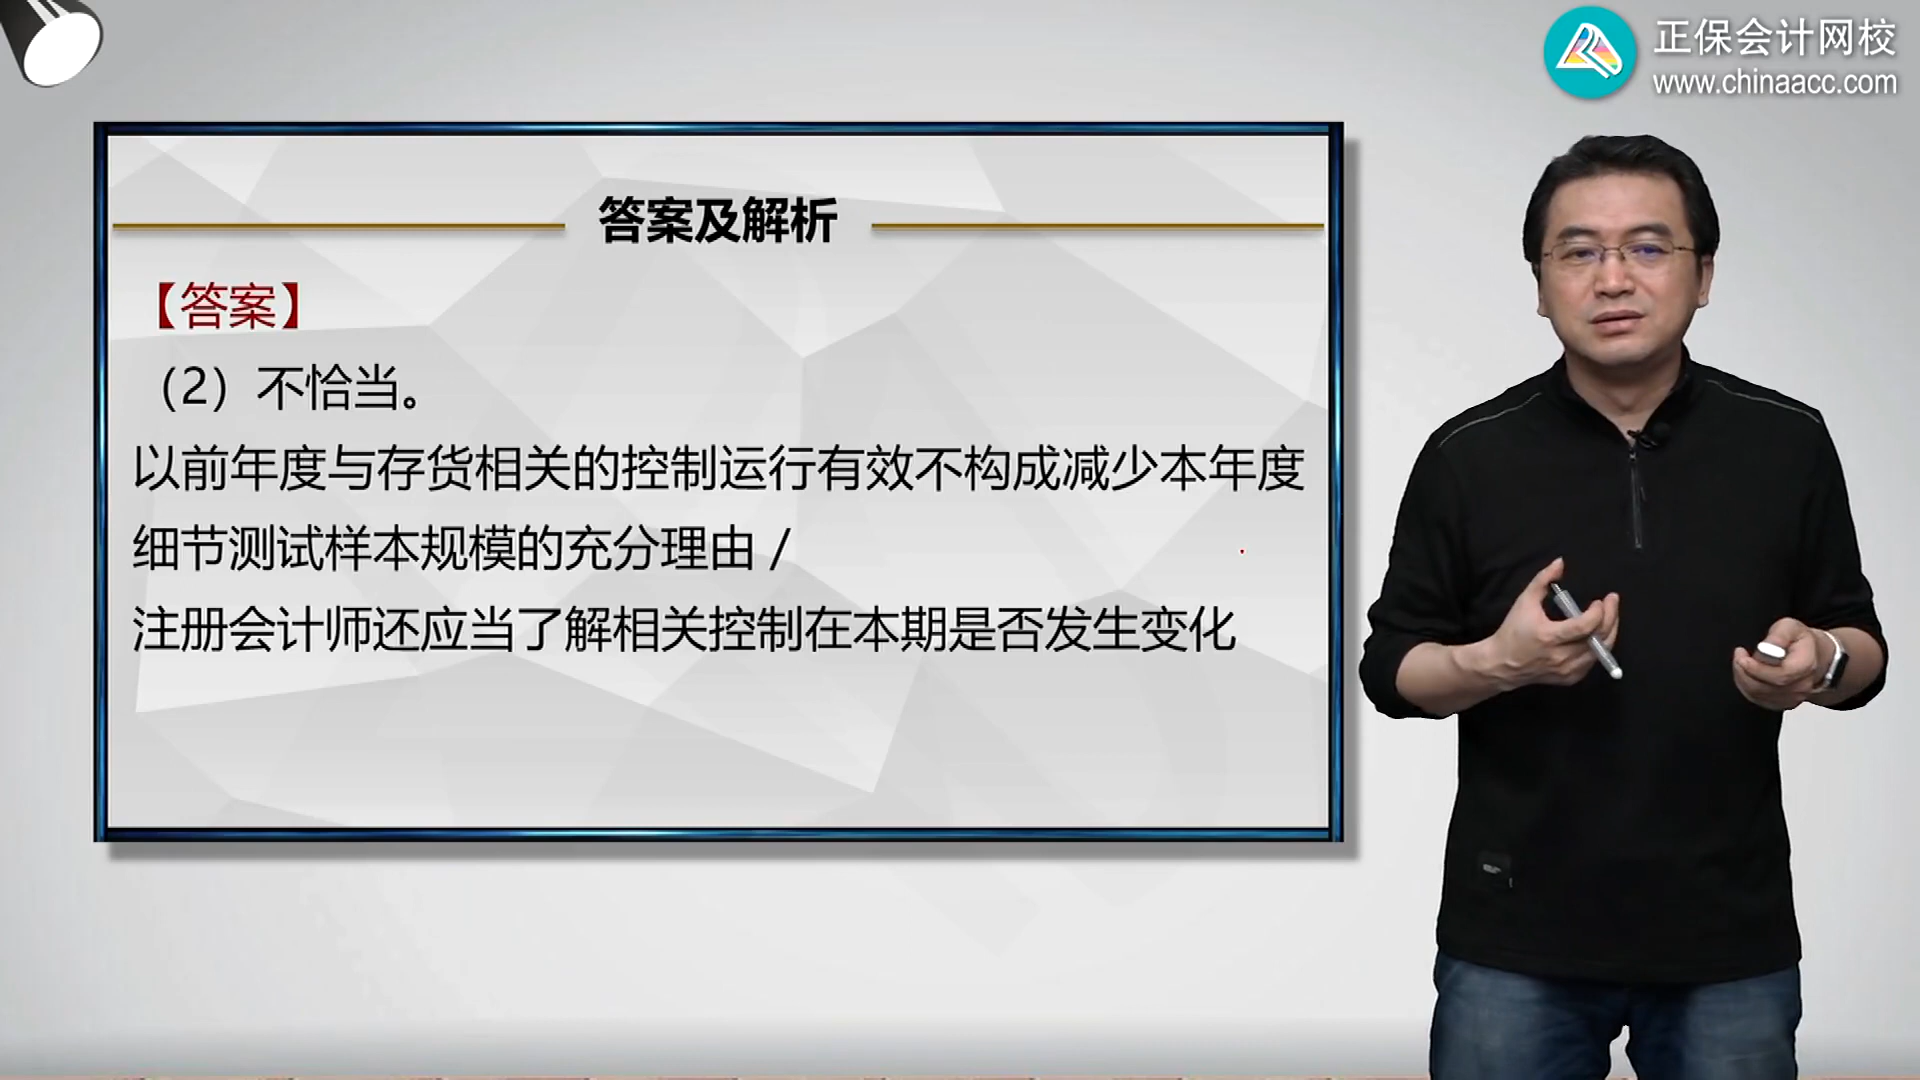 正保会计网校
www.chinaacc.com
答案及解析
【答案】
（2）不恰当。
以前年度与存货相关的控制运行有效不构成减少本年度
细节测试样本规模的充分理由/
注册会计师还应当了解相关控制在本期是否发生变化